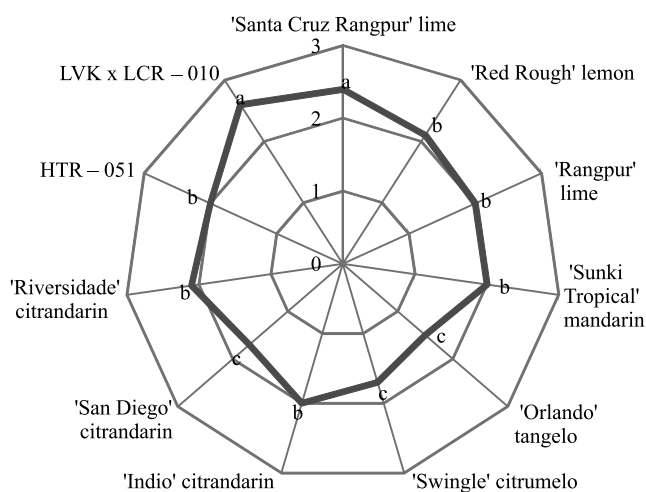 'Santa Cruz Rangpur' lime
3
LVK x LCR – 010
'Red Rough' lemon
a
a
2
b
HTR – 051
'Rangpur'
lime
b
1
b
0
'Sunki
Tropical'
mandarin
'Riversidade'
citrandarin
b
b
c
c
'San Diego'
citrandarin
b
c
'Orlando'
tangelo
'Indio' citrandarin
'Swingle' citrumelo